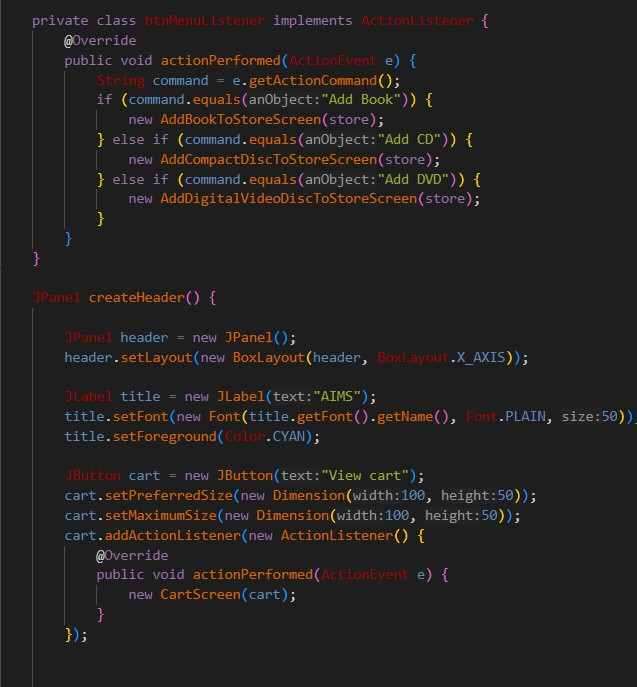 private class btnMenuListener implements ActionListener {
@Override
public void actionPerformed(ActionEvent e) {
String command = e.getActionCommand();
if (command.equals(anObject:"Add Book")) {
new AddBookToStoreScreen(store);
} else if (command.equals(anObject:"Add CD")) {
new AddCompactDiscToStoreScreen(store);
} else if (command.equals(anObject:"Add DVD")) {
new AddDigitalVideoDiscToStoreScreen(store);
}
}
}
JPanel createHeader() {
JPanel header = new JPanel();
header.setLayout(new BoxLayout(header, BoxLayout.X_AXIS));
JLabel title = new JLabel(text:"AIMS");
title.setFont(new Font(title.getFont().getName(), Font.PLAIN, size:50))
title.setForeground(Color.CYAN);
JButton cart = new JButton(text:"View cart");
cart.setPreferredSize(new Dimension(width:100, height:50));
cart.setMaximumSize(new Dimension(width:100, height:50));
cart.addActionListener(new ActionListener() {
@Override
public void actionPerformed(ActionEvent e) {
new CartScreen(cart);
}
});